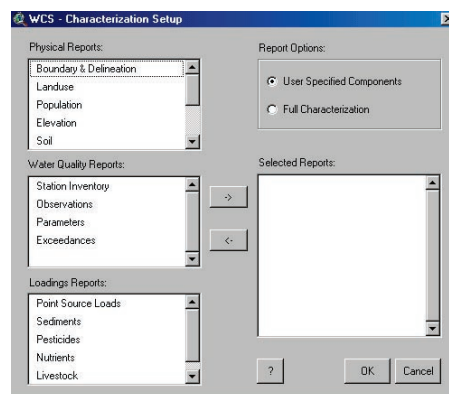 WCS - Characterization Setup
Physical Reports:
Boundary & Delineation
Landuse
Population
Elevation
Soil
Water Quality Reports:
Station Inventory
Observations
Parameters
Exceedances
Loadings Reports:
Point Source Loads
Sediments
Pesticides
Nutrients
Livestock
Report Options:
User Specified Components
Full Characterization
->
<-
Selected Reports:
?
OK
Cancel